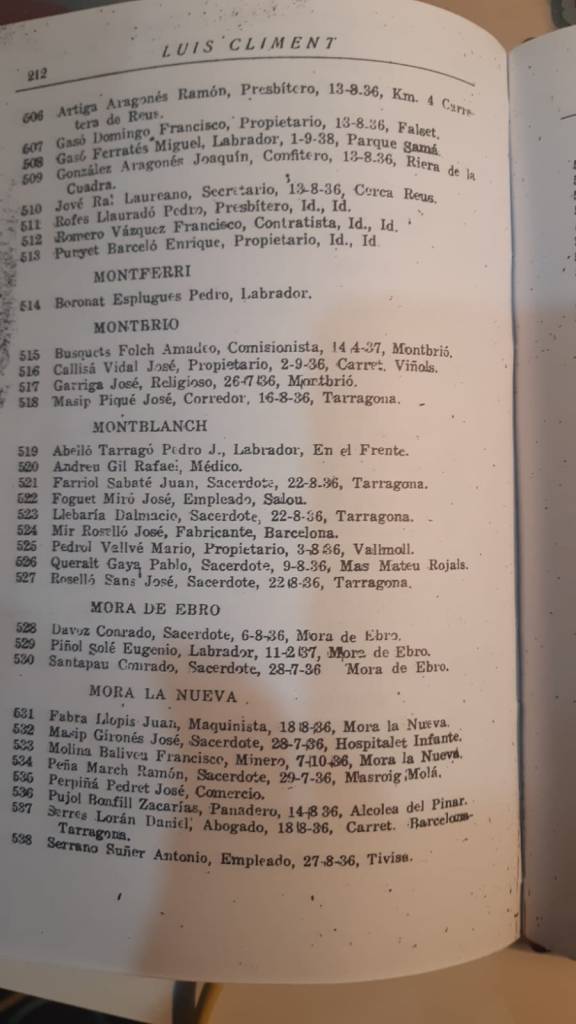 212
LUIS CLIMENT
506 Artiga Aragonés Ramón, Presbítero, 13-8-36, Km. 4 Carre-
tera de Reus.
507 Gasó Domingo Francisco, Propietario, 13-8-36, Falset.
508 Gasó Ferratés Miguel, Labrador, 1-9-38, Parque Samá.
509 González Aragonés Joaquín, Confitero, 13-8-36, Riera de la
Cuadra.
510 Jové Raï Laureano, Secretario, 13-8-36, Cerca Reus.
511 Rofes Llauradó Pedro, Presbítero, Id., Id.
512 Romero Vázquez Francisco, Contratista, Id., Id.
513 Punyet Barceló Enrique, Propietario, Id., Id
MONTFERRI
514 Boronat Esplugues Pedro, Labrador.
MONTBRIO
515 Busquets Folch Amadeo, Comisionista, 14-4-37, Montbrió.
516 Callisá Vidal José, Propietario, 2-9-36, Carret. Viñols.
517 Garriga José, Religioso, 26-7-36, Montbrió.
518 Masip Piqué José, Corredor, 16-8-36, Tarragona.
MONTBLANCH
519 Abelló Tarragó Pedro J., Labrador, En el Frente.
520 Andreu Gil Rafael, Médico.
521 Farriol Sabaté Juan, Sacerdote, 22-8-36, Tarragona.
522 Foguet Miró José, Empleado, Salou.
523 Llebaría Dalmacio, Sacerdote, 22-8-36, Tarragona.
524 Mir Roselló José, Fabricante, Barcelona.
525 Pedrol Vallvé Mario, Propietario, 3-8-36, Vallmoll.
526 Queralt Gaya Pablo, Sacerdote, 9-8-36, Mas Mateu Rojals.
527 Roselló Sans José, Sacerdote, 22-8-36, Tarragona.
MORA DE EBRO
528 Davoz Conrado, Sacerdote, 6-8-36, Mora de Ebro.
529 Piñol Solé Eugenio, Labrador, 11-2-37, Mora de Ebro.
530 Santapau Conrado, Sacerdote, 28-7-36 Mora de Ebro.
MORA LA NUEVA
531 Fabra Llopis Juan, Maquinista, 18-8-36, Mora la Nueva.
532 Masip Gironés José, Sacerdote, 28-7-36, Hospitalet Infante.
533 Molina Baliveu Francisco, Minero, 7-10-36, Mora la Nueva.
534 Peña March Ramón, Sacerdote, 29-7-36, Masroig Molá.
535 Perpiñá Pedret José, Comercio.
536 Pujol Bonfill Zacarías, Panadero, 14-8-36, Alcolea del Pinar.
537 Serres Lorán Daniel, Abogado, 18-8-36, Carret. Barcelona-
Tarragona.
538 Serrano Suñer Antonio, Empleado, 27-8-36, Tivisa.